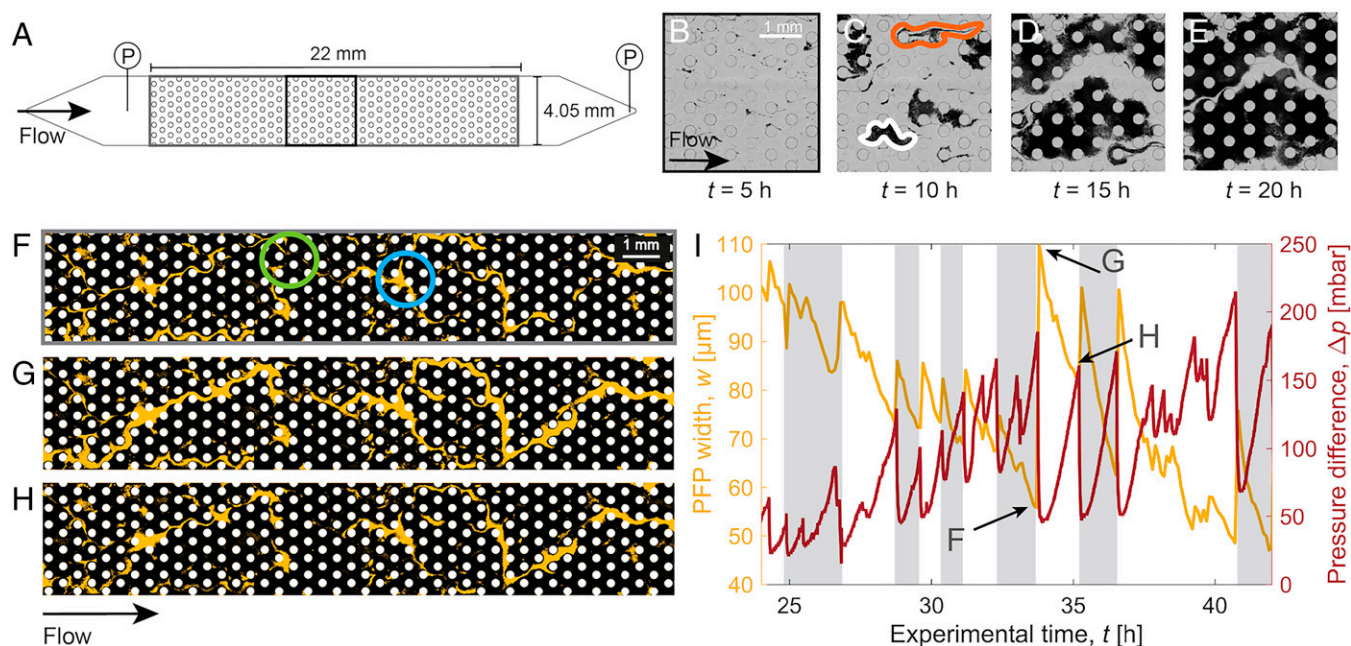 A
P
P
22 mm
4.05 mm
Flow
B
1 mm
Flow
t = 5 h
C
t = 10 h
D
t = 15 h
E
t = 20 h
F
1 mm
G
H
Flow
I
110
100
90
80
70
60
50
40
PFP width, w [µm]
G
H
F
250
200
150
100
50
0
Pressure difference, Δp [mbar]
25
30
35
40
Experimental time, t [h]